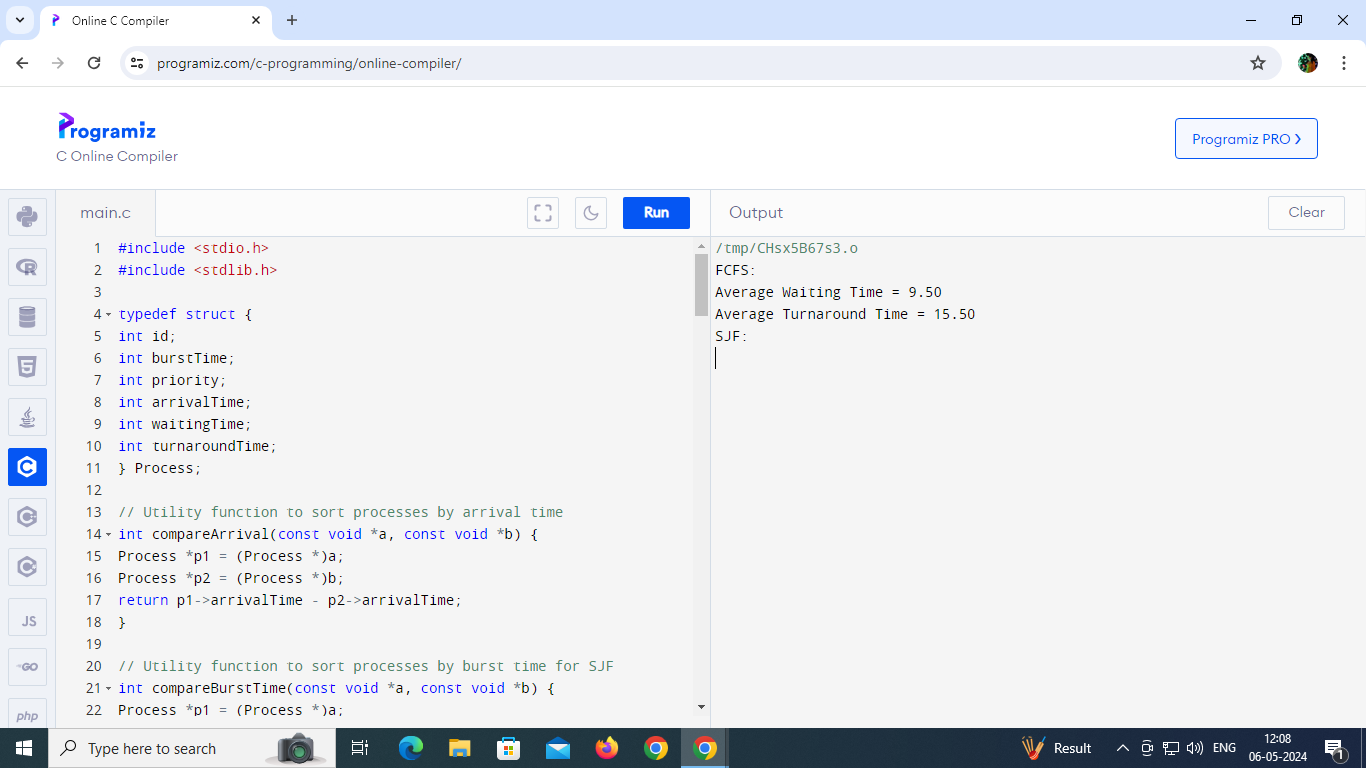 Online C Compiler
programiz.com/c-programming/online-compiler/
Programiz
C Online Compiler
Programiz PRO ❯
main.c
Run
Output
Clear
1 #include <stdio.h>
2 #include <stdlib.h>
3
4 typedef struct {
5 int id;
6 int burstTime;
7 int priority;
8 int arrivalTime;
9 int waitingTime;
10 int turnaroundTime;
11 } Process;
12
13 // Utility function to sort processes by arrival time
14 int compareArrival(const void *a, const void *b) {
15 Process *p1 = (Process *)a;
16 Process *p2 = (Process *)b;
17 return p1->arrivalTime - p2->arrivalTime;
18 }
19
20 // Utility function to sort processes by burst time for SJF
21 int compareBurstTime(const void *a, const void *b) {
22 Process *p1 = (Process *)a;
/tmp/CHsx5B67s3.o
FCFS:
Average Waiting Time = 9.50
Average Turnaround Time = 15.50
SJF:
R
5
C
C
C
JS
GO
php
Type here to search
Result
ENG
12:08
06-05-2024
1